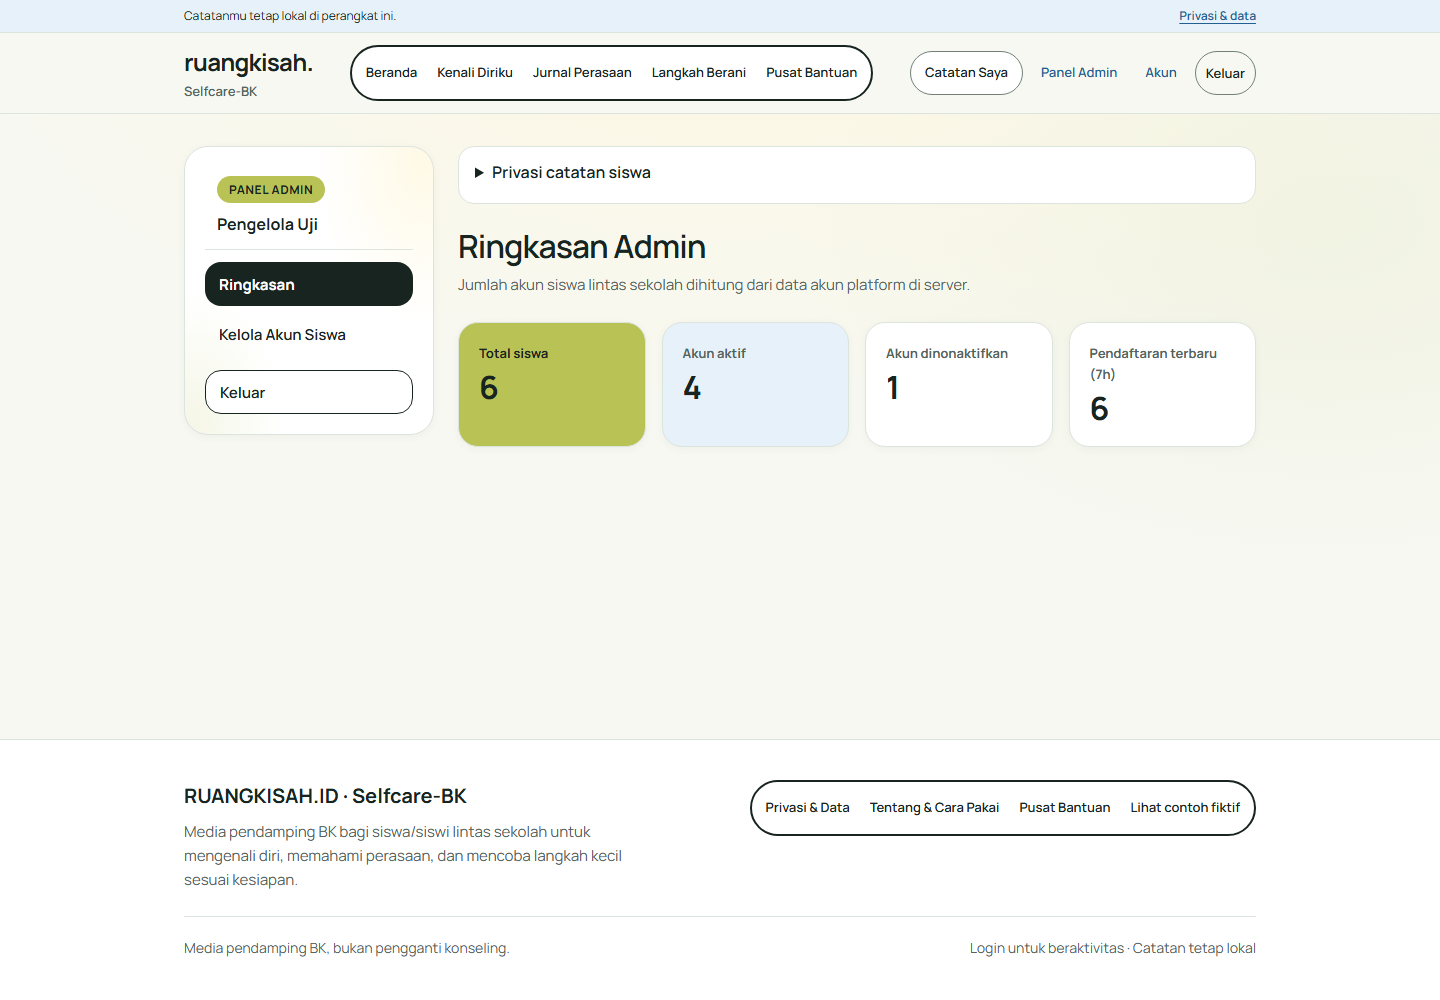 Catatanmu tetap lokal di perangkat ini.
Privasi & data
ruangkisah.
Selfcare-BK
Beranda
Kenali Diriku
Jurnal Perasaan
Langkah Berani
Pusat Bantuan
Catatan Saya
Panel Admin
Akun
Keluar
PANEL ADMIN
Pengelola Uji
Ringkasan
Kelola Akun Siswa
Keluar
Privasi catatan siswa
Ringkasan Admin
Jumlah akun siswa lintas sekolah dihitung dari data akun platform di server.
Total siswa
6
Akun aktif
4
Akun dinonaktifkan
1
Pendaftaran terbaru
(7h)
6
RUANGKISAH.ID · Selfcare-BK
Media pendamping BK bagi siswa/siswi lintas sekolah untuk
mengenali diri, memahami perasaan, dan mencoba langkah kecil
sesuai kesiapan.
Privasi & Data
Tentang & Cara Pakai
Pusat Bantuan
Lihat contoh fiktif
Media pendamping BK, bukan pengganti konseling.
Login untuk beraktivitas · Catatan tetap lokal